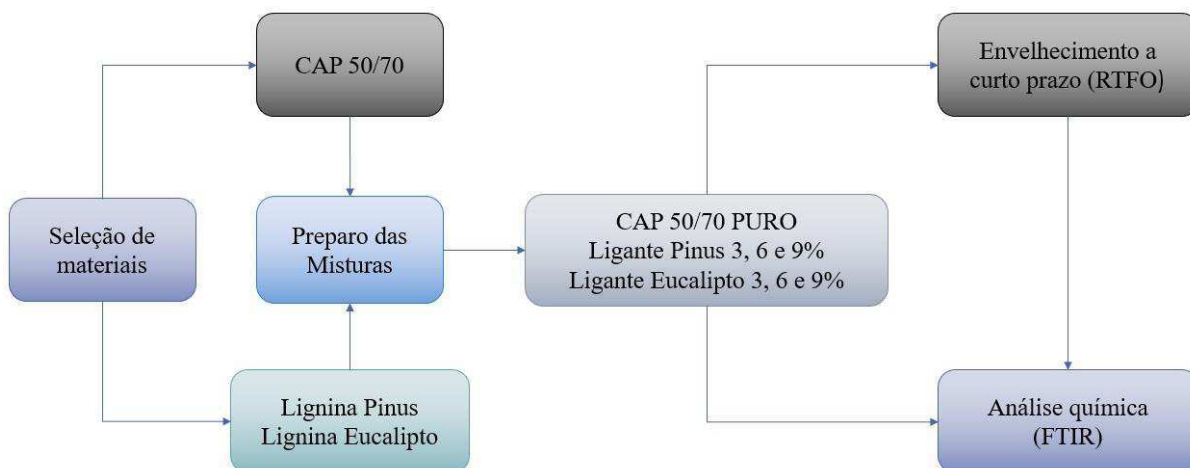 CAP 50/70
Envelhecimento a
curto prazo (RTFO)
Seleção de
materiais
Preparo das
Misturas
CAP 50/70 PURO
Ligante Pinus 3, 6 e 9%
Ligante Eucalipto 3, 6 e 9%
Lignina Pinus
Lignina Eucalipto
Análise química
(FTIR)